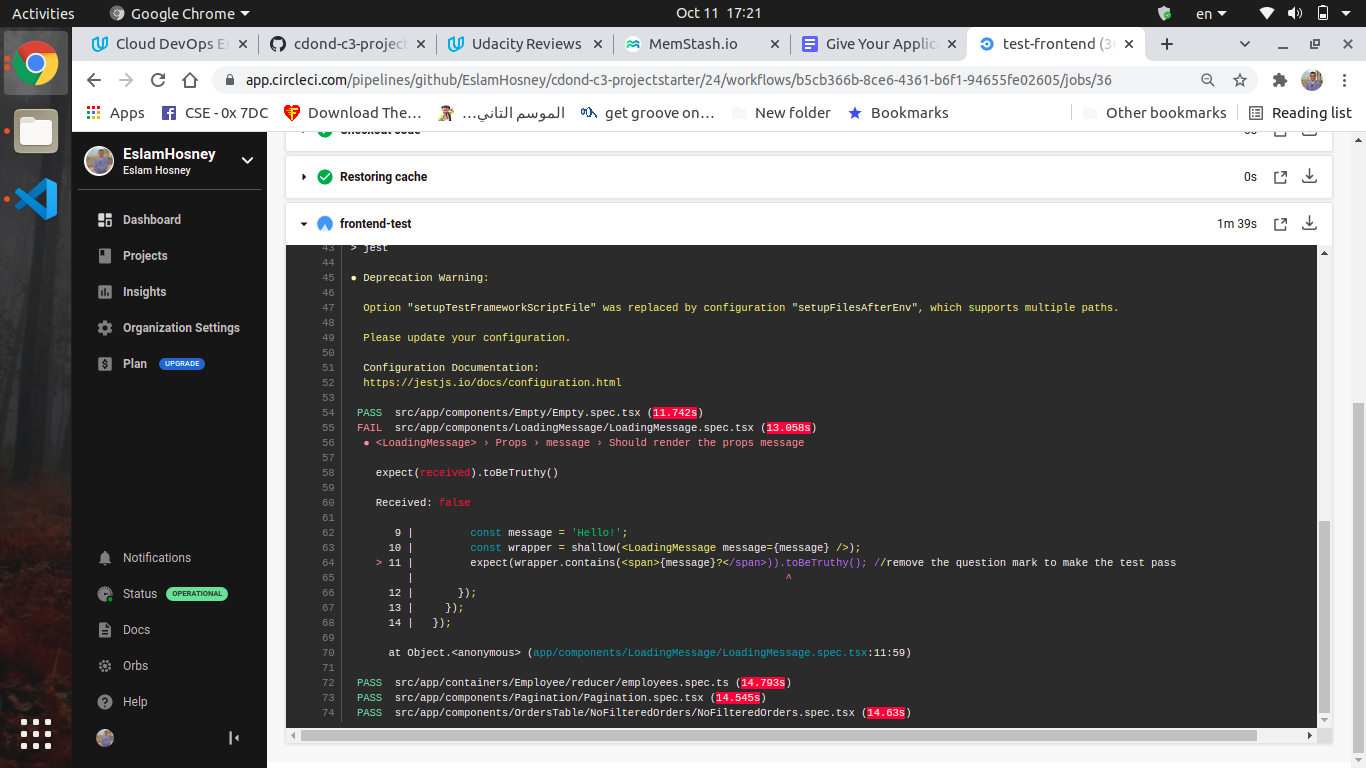 Activities
Google Chrome
Oct 11 17:21
en
Cloud DevOps En
cdond-c3-project
Udacity Reviews
MemStash.io
Give Your Applica
test-frontend (36
app.circleci.com/pipelines/github/EslamHosney/cdond-c3-projectstarter/24/workflows/b5cb366b-8ce6-4361-b6f1-94655fe02605/jobs/36
Apps
CSE - 0x 7DC
Download The…
الموسم التاني…
get groove on…
New folder
Bookmarks
Other bookmarks
Reading list
EslamHosney
Eslam Hosney
Dashboard
Projects
Insights
Organization Settings
Plan UPGRADE
Notifications
Status OPERATIONAL
Docs
Orbs
Help
Checkout code
0s
Restoring cache
0s
frontend-test
1m 39s
43 > jest
44
45 ● Deprecation Warning:
46
47 Option "setupTestFrameworkScriptFile" was replaced by configuration "setupFilesAfterEnv", which supports multiple paths.
48
49 Please update your configuration.
50
51 Configuration Documentation:
52 https://jestjs.io/docs/configuration.html
53
54 PASS src/app/components/Empty/Empty.spec.tsx (11.742s)
55 FAIL src/app/components/LoadingMessage/LoadingMessage.spec.tsx (13.058s)
56 ● <LoadingMessage> › Props › message › Should render the props message
57
58 expect(received).toBeTruthy()
59
60 Received: false
61
62 9 | const message = 'Hello!';
63 10 | const wrapper = shallow(<LoadingMessage message={message} />);
64 > 11 | expect(wrapper.contains(<span>{message}?</span>)).toBeTruthy(); //remove the question mark to make the test pass
65 | ^
66 12 | });
67 13 | });
68 14 | });
69
70 at Object.<anonymous> (app/components/LoadingMessage/LoadingMessage.spec.tsx:11:59)
71
72 PASS src/app/containers/Employee/reducer/employees.spec.ts (14.793s)
73 PASS src/app/components/Pagination/Pagination.spec.tsx (14.545s)
74 PASS src/app/components/OrdersTable/NoFilteredOrders/NoFilteredOrders.spec.tsx (14.63s)